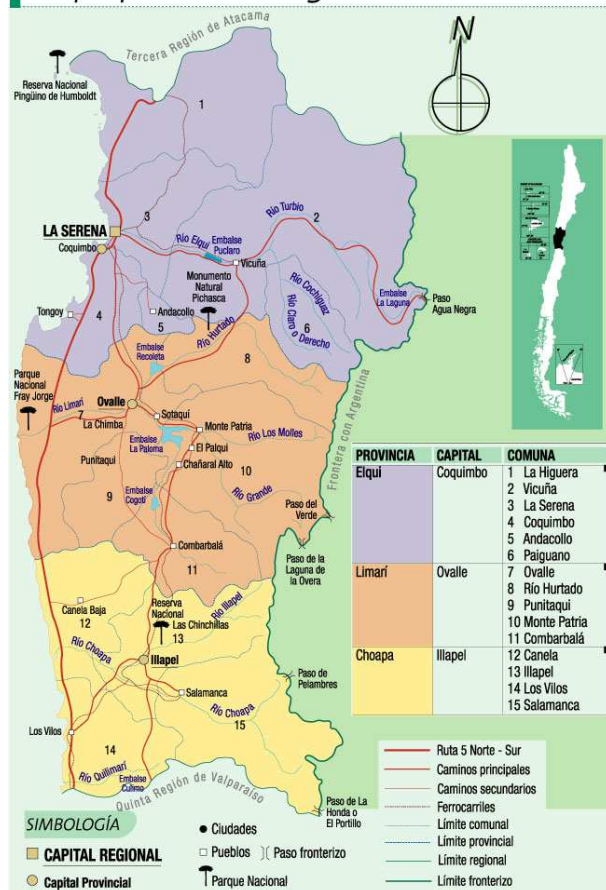 Tercera Región de Atacama
N
Reserva Nacional
Pingüino de Humboldt
1
LA SERENA
3
Coquimbo
Río Elqui
Embalse
Puclaro
Río Turbio
2
Vicuña
Monumento
Natural
Pichasca
Río Cochiguaz
Río Claro o Derecho
Embalse
La Laguna
Paso
Agua Negra
Tongoy
4
Andacollo
5
6
Río Hurtado
Embalse
Recoleta
8
Parque
Nacional
Fray Jorge
Río Limarí
7
Ovalle
La Chimba
Sotaquí
Monte Patria
Río Los Molles
Embalse
La Paloma
El Palqui
Punitaqui
Chañaral Alto
10
9
Embalse
Cogotí
Río Grande
Paso del
Verde
Frontera con Argentina
Combarbalá
11
Paso de la
Laguna de
la Overa
Reserva
Nacional
Las Chinchillas
Canela Baja
12
13
Río Illapel
Río Choapa
Illapel
Paso de
Pelambres
Salamanca
Río Choapa
15
Los Vilos
14
Río Quilimarí
Embalse
Culimo
Quinta Región de Valparaíso
Paso de La
Honda o
El Portillo
PROVINCIA CAPITAL COMUNA
Elquí Coquimbo 1 La Higuera
2 Vicuña
3 La Serena
4 Coquimbo
5 Andacollo
6 Paiguano
Limarí Ovalle 7 Ovalle
8 Río Hurtado
9 Punitaqui
10 Monte Patria
11 Combarbalá
Choapa Illapel 12 Canela
13 Illapel
14 Los Vilos
15 Salamanca
Ruta 5 Norte - Sur
Caminos principales
Caminos secundarios
Ferrocarriles
Límite comunal
Límite provincial
Límite regional
Límite fronterizo
SIMBOLOGÍA
CAPITAL REGIONAL
Capital Provincial
Ciudades
Pueblos
Paso fronterizo
Parque Nacional